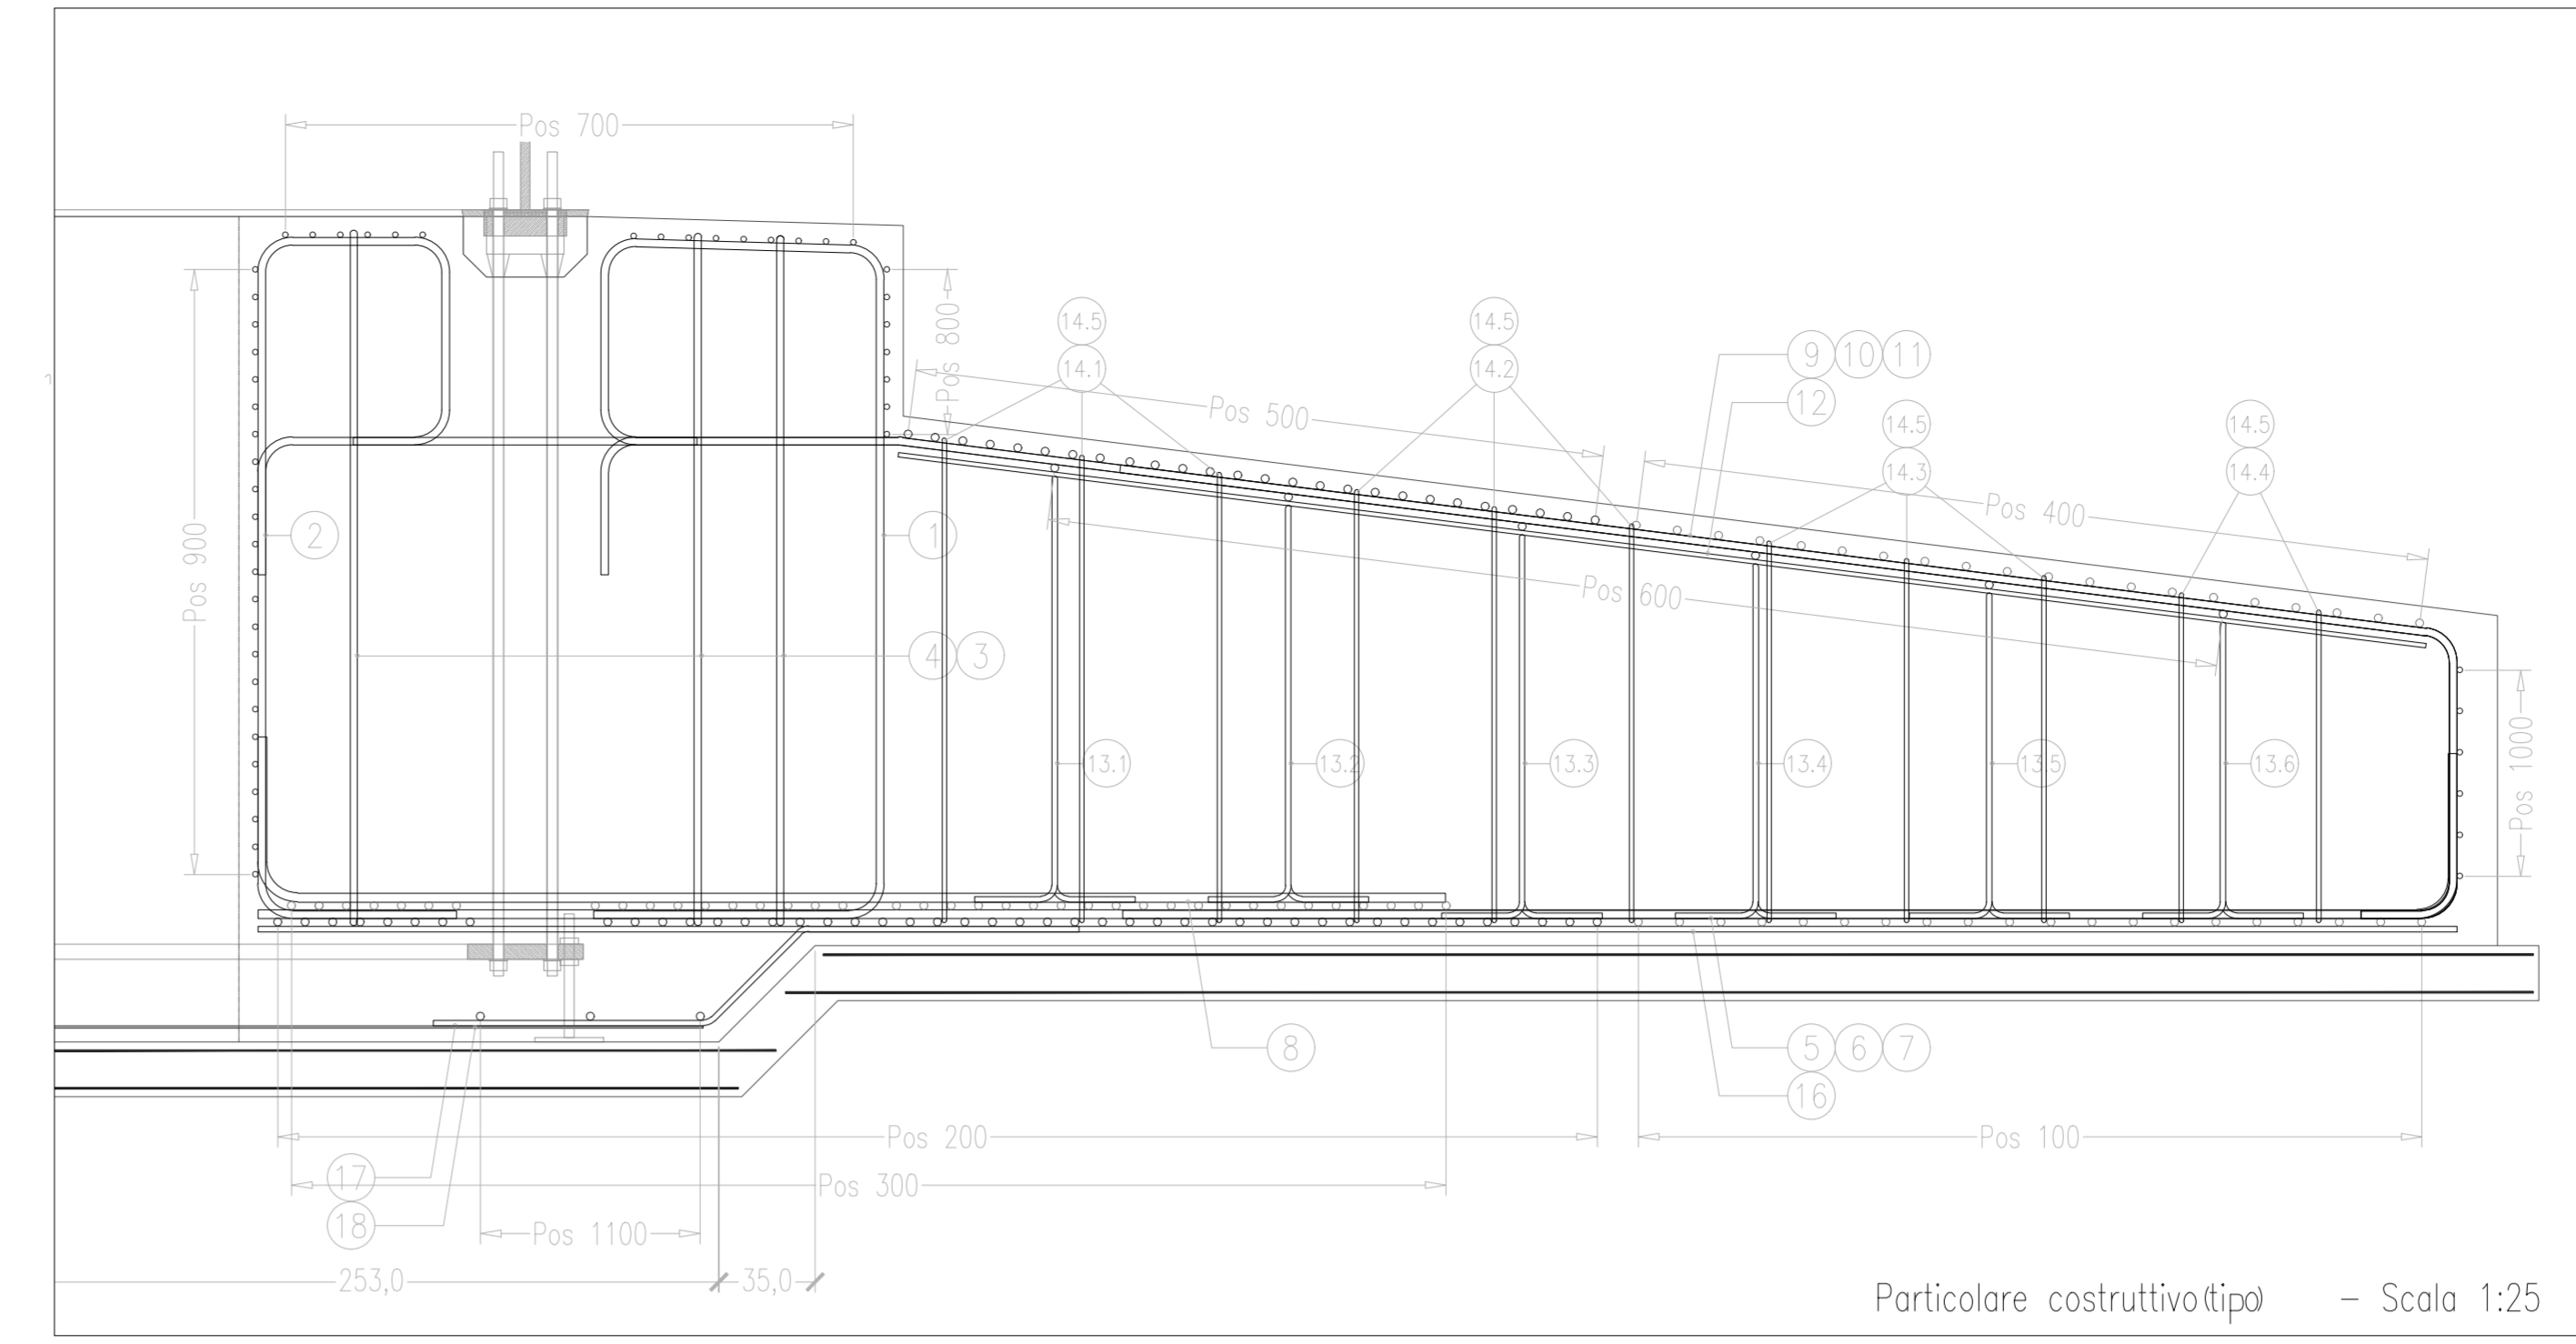 Pos 700
14.5
14.5
Pos 800
9 10 11
14.1
14.2
12
Pos 500
14.5
14.5
14.3
14.4
Pos 400
2
1
Pos 900
Pos 600
4 3
13.1
13.2
13.3
13.4
13.5
13.6
Pos 1000
8
5 6 7
16
Pos 200
Pos 100
17
Pos 300
18
Pos 1100
253,0
35,0
Particolare costruttivo(tipo) – Scala 1:25